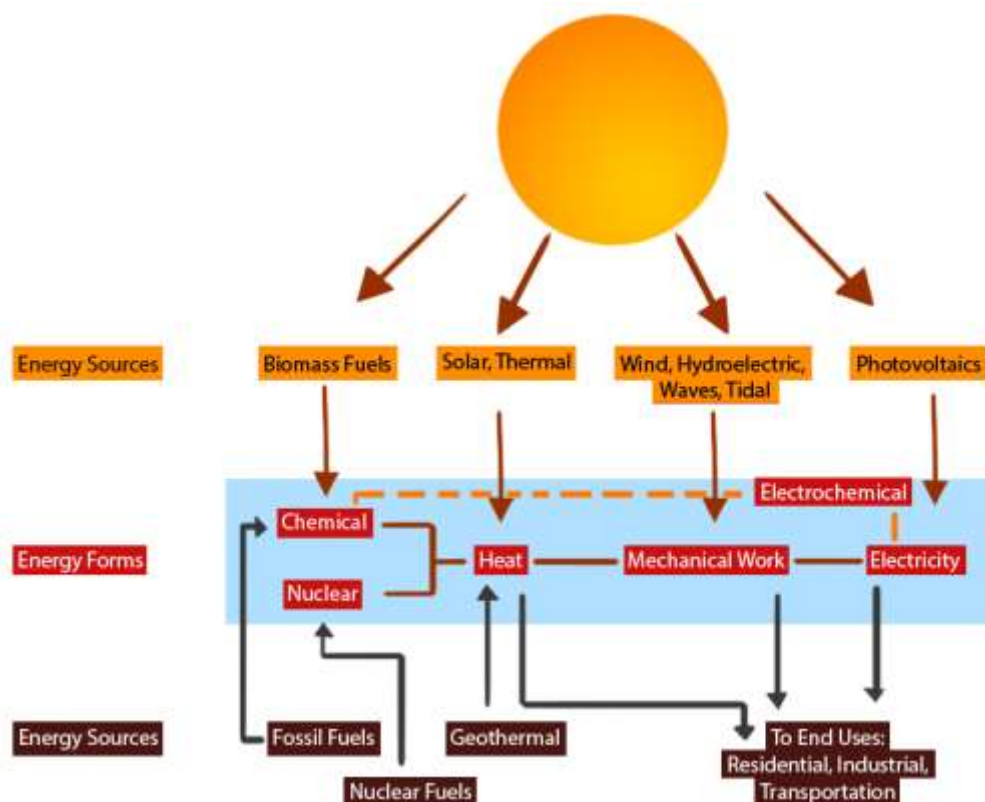 Energy Sources
Biomass Fuels
Solar, Thermal
Wind, Hydroelectric,
Waves, Tidal
Photovoltaics
Electrochemical
Chemical
Energy Forms
Heat
Mechanical Work
Electricity
Nuclear
Energy Sources
Fossil Fuels
Geothermal
To End Uses:
Residential, Industrial,
Transportation
Nuclear Fuels